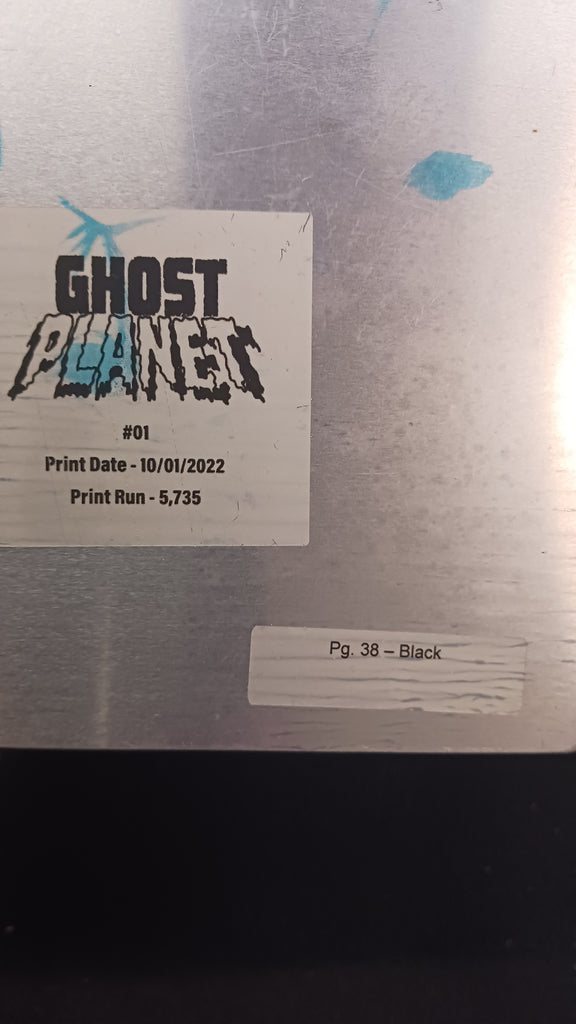 GHOST
PLANET
#01
Print Date - 10/01/2022
Print Run - 5,735
Pg. 38 – Black